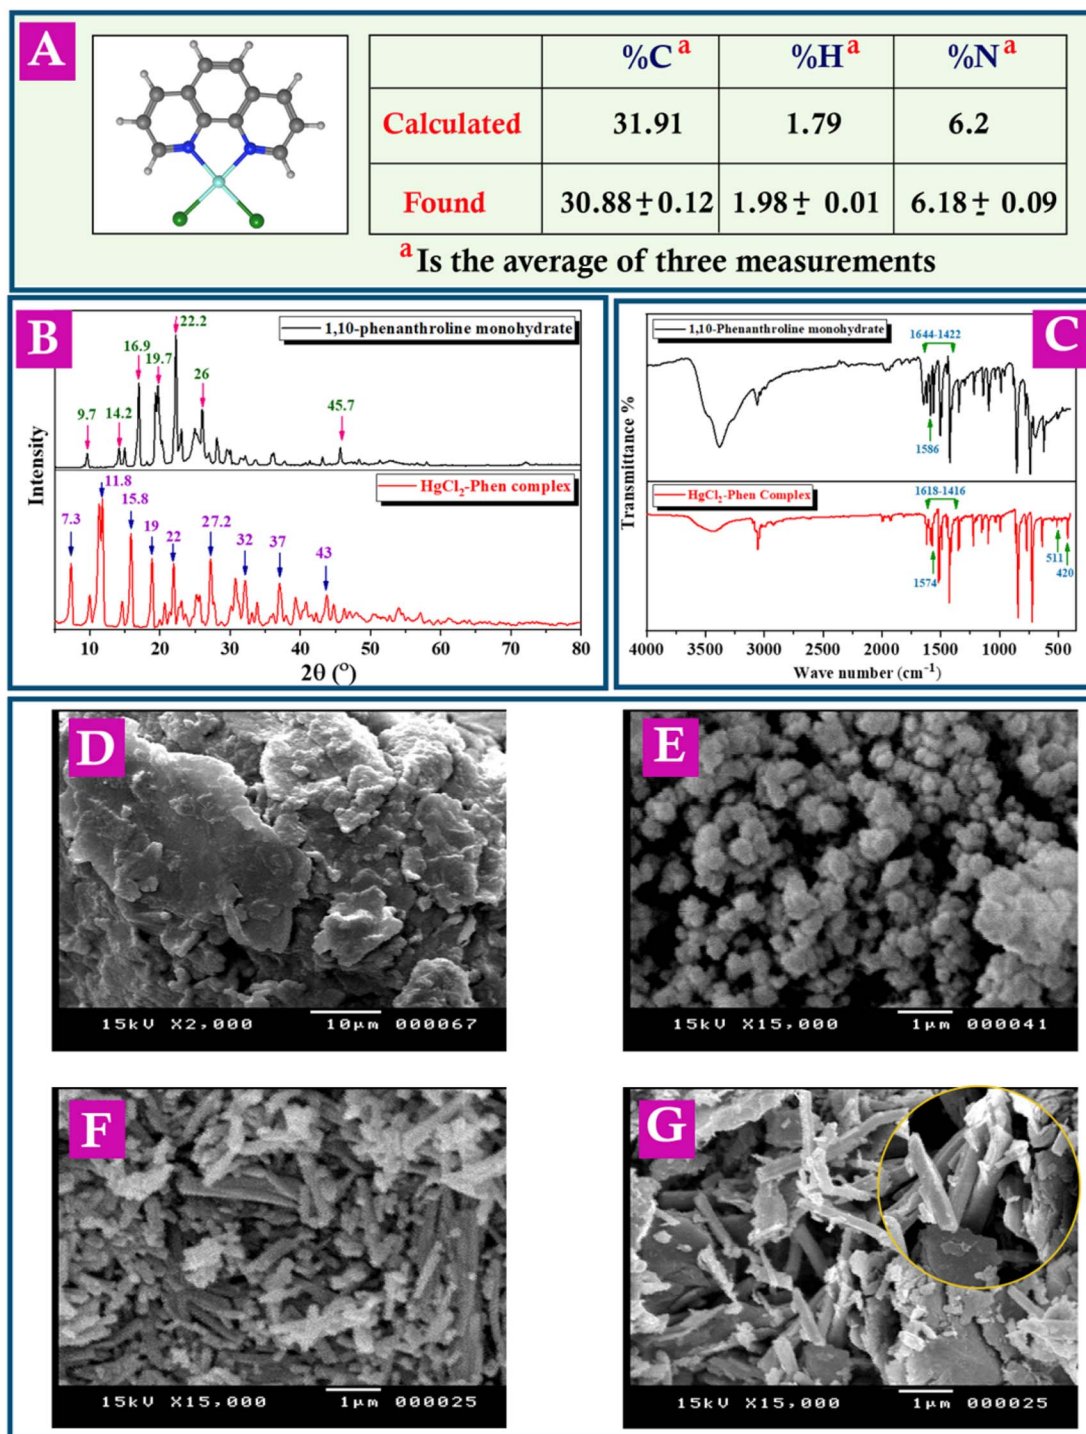 A
%C a %H a %N a
Calculated 31.91 1.79 6.2
Found 30.88 ± 0.12 1.98 ± 0.01 6.18 ± 0.09
a Is the average of three measurements
B
1,10-phenanthroline monohydrate
22.2
16.9
19.7
26
9.7
14.2
45.7
HgCl2-Phen complex
11.8
7.3
15.8
19
22
27.2
32
37
43
Intensity
10 20 30 40 50 60 70 80
2θ (°)
C
1,10-Phenanthroline monohydrate
1644-1422
1586
HgCl2-Phen Complex
1618-1416
1574
511
420
Transmittance %
4000 3500 3000 2500 2000 1500 1000 500
Wave number (cm-1)
D
15kV X2,000 10µm 000067
E
15kV X15,000 1µm 000041
F
15kV X15,000 1µm 000025
G
15kV X15,000 1µm 000025